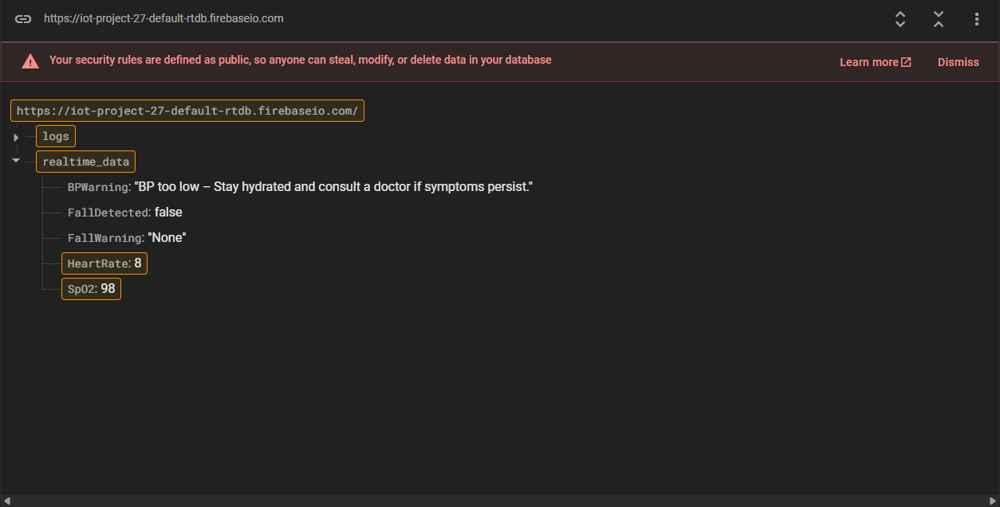 https://iot-project-27-default-rtdb.firebaseio.com
Your security rules are defined as public, so anyone can steal, modify, or delete data in your database
Learn more
Dismiss
https://iot-project-27-default-rtdb.firebaseio.com/
logs
realtime_data
BPWarning: "BP too low – Stay hydrated and consult a doctor if symptoms persist."
FallDetected: false
FallWarning: "None"
HeartRate: 8
SpO2: 98